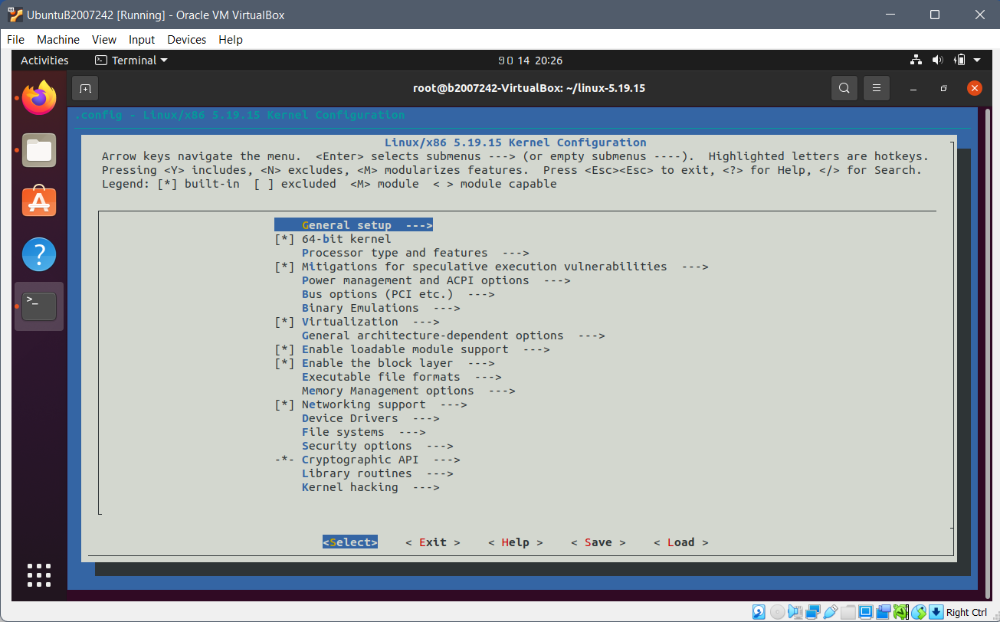 UbuntuB2007242 [Running] - Oracle VM VirtualBox
File Machine View Input Devices Help
Activities Terminal 14 20:26
root@b2007242-VirtualBox: ~/linux-5.19.15
.config - Linux/x86 5.19.15 Kernel Configuration
Linux/x86 5.19.15 Kernel Configuration
Arrow keys navigate the menu. <Enter> selects submenus ---> (or empty submenus ----). Highlighted letters are hotkeys.
Pressing <Y> includes, <N> excludes, <M> modularizes features. Press <Esc><Esc> to exit, <?> for Help, </> for Search.
Legend: [*] built-in [ ] excluded <M> module < > module capable
General setup --->
[*] 64-bit kernel
Processor type and features --->
[*] Mitigations for speculative execution vulnerabilities --->
Power management and ACPI options --->
Bus options (PCI etc.) --->
Binary Emulations --->
[*] Virtualization --->
General architecture-dependent options --->
[*] Enable loadable module support --->
[*] Enable the block layer --->
Executable file formats --->
Memory Management options --->
[*] Networking support --->
Device Drivers --->
File systems --->
Security options --->
-*- Cryptographic API --->
Library routines --->
Kernel hacking --->
<Select> < Exit > < Help > < Save > < Load >
Right Ctrl